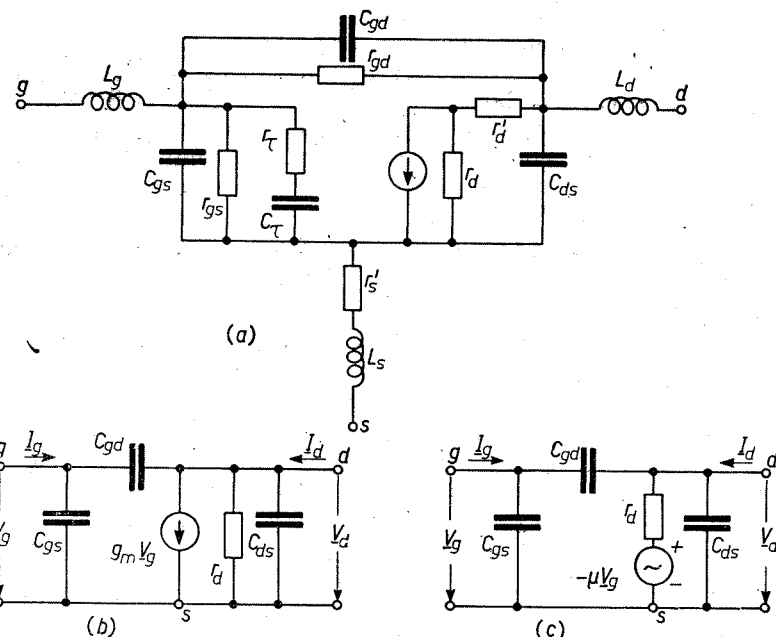 C_gd
r_gd
g L_g L_d d
r_τ r'_d
C_gs r_gs C_τ r_d C_ds
r'_s
(a)
L_s
s
g I_g C_gd I_d d
V_g C_gs g_m V_g r_d C_ds V_d
s
(b)
g I_g C_gd I_d d
V_g C_gs r_d + −μV_g − C_ds V_d
s
(c)